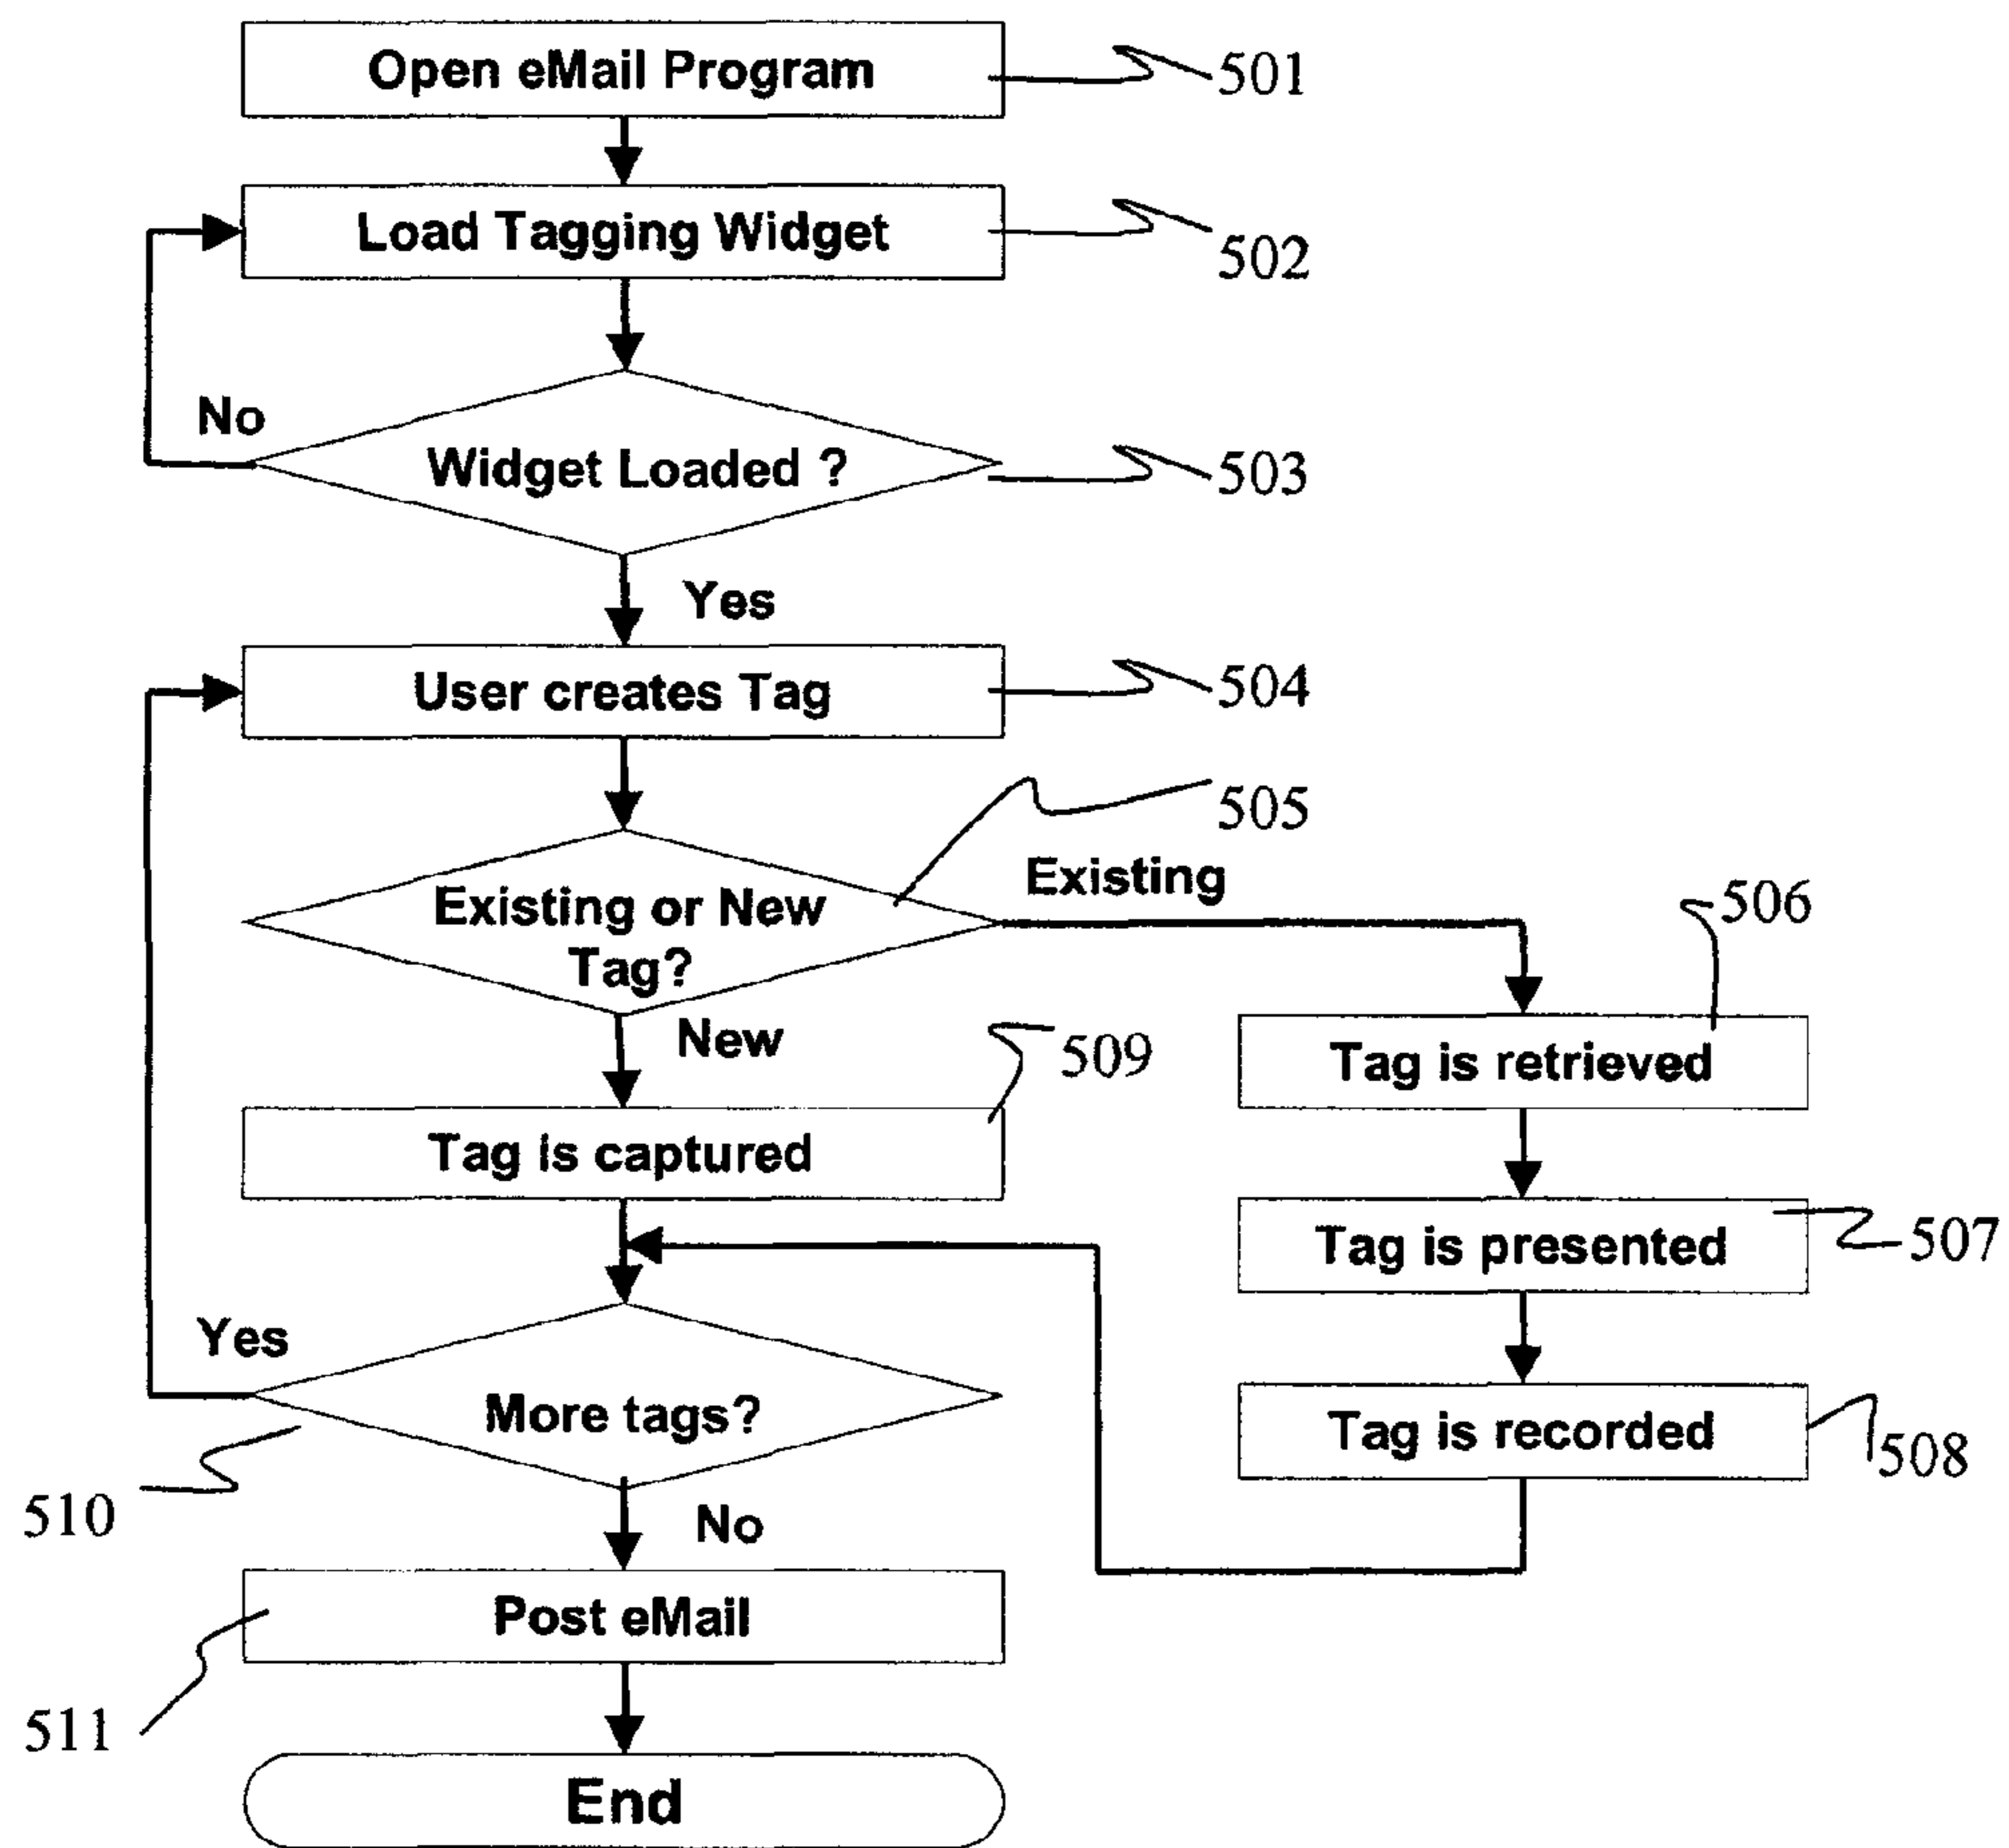 Open eMail Program
501
Load Tagging Widget
502
No
Widget Loaded ?
503
Yes
User creates Tag
504
505
Existing or New
Tag?
Existing
506
New
509
Tag is retrieved
Tag is captured
Tag is presented
507
Yes
More tags?
Tag is recorded
508
510
No
Post eMail
511
End